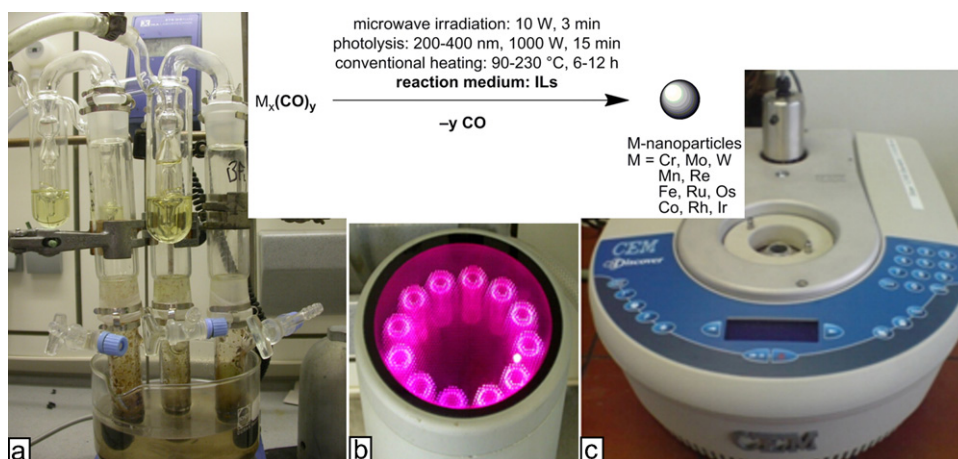 microwave irradiation: 10 W, 3 min
photolysis: 200-400 nm, 1000 W, 15 min
conventional heating: 90-230 °C, 6-12 h
reaction medium: ILs
Mx(CO)y
–y CO
M-nanoparticles
M = Cr, Mo, W
Mn, Re
Fe, Ru, Os
Co, Rh, Ir
CEM
Discover
CEM
a
b
c